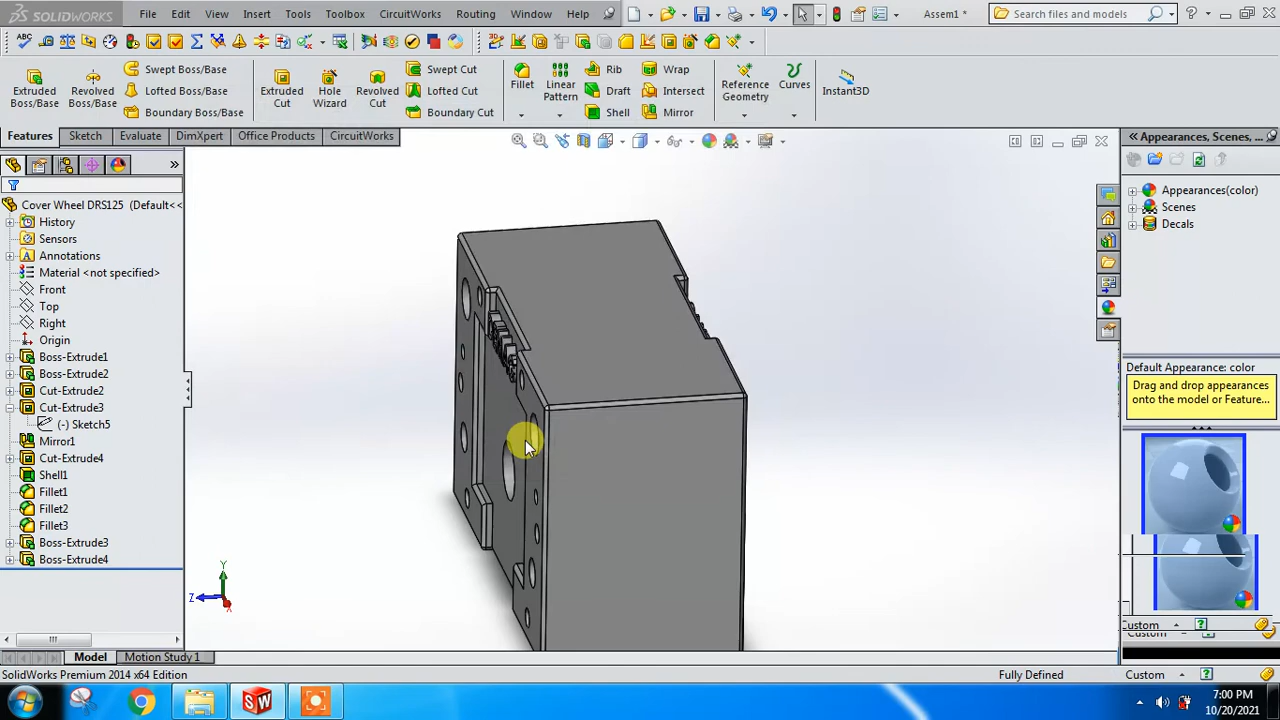 SOLIDWORKS File Edit View Insert Tools Toolbox CircuitWorks Routing Window Help Assem1 * Search files and models
Extruded Boss/Base
Revolved Boss/Base
Swept Boss/Base
Lofted Boss/Base
Boundary Boss/Base
Extruded Cut
Hole Wizard
Revolved Cut
Swept Cut
Lofted Cut
Boundary Cut
Fillet
Linear Pattern
Rib
Draft
Shell
Wrap
Intersect
Mirror
Reference Geometry
Curves
Instant3D
Features Sketch Evaluate DimXpert Office Products CircuitWorks
Cover Wheel DRS125 (Default<<
History
Sensors
Annotations
Material <not specified>
Front
Top
Right
Origin
Boss-Extrude1
Boss-Extrude2
Cut-Extrude2
Cut-Extrude3
(-) Sketch5
Mirror1
Cut-Extrude4
Shell1
Fillet1
Fillet2
Fillet3
Boss-Extrude3
Boss-Extrude4
Y
Z
X
Appearances, Scenes,
Appearances(color)
Scenes
Decals
Default Appearance: color
Drag and drop appearances
onto the model or Feature...
Custom
Model Motion Study 1
SolidWorks Premium 2014 x64 Edition
Fully Defined
Custom
7:00 PM
10/20/2021